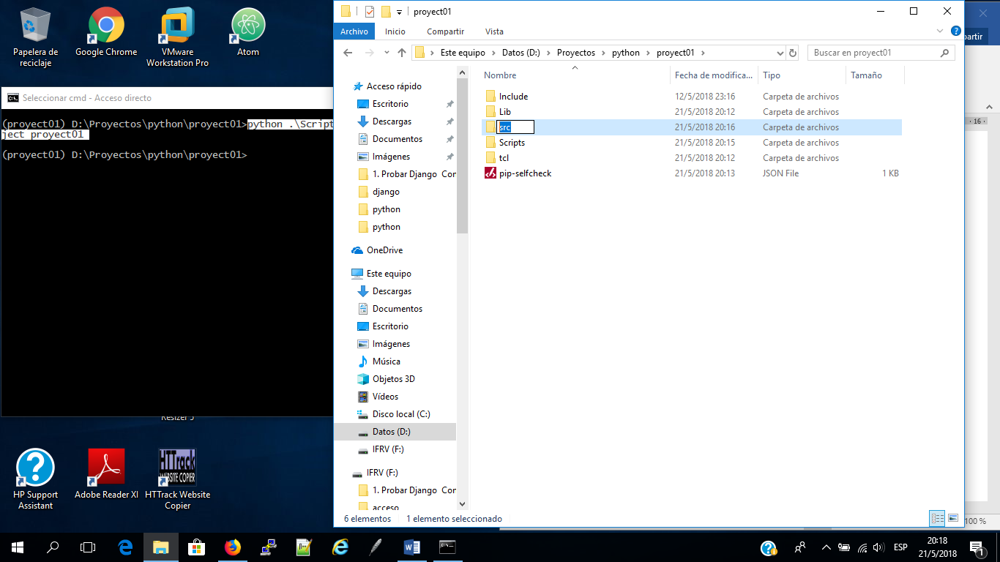 Papelera de
reciclaje
Google Chrome
VMware
Workstation Pro
Atom
Seleccionar cmd - Acceso directo
(proyect01) D:\Proyectos\python\proyect01>python .\Script
ject proyect01
(proyect01) D:\Proyectos\python\proyect01>
Resizer 3
HP Support
Assistant
Adobe Reader XI
HTTrack
WEBSITE COPIER
HTTrack Website
Copier
proyect01
Archivo
Inicio
Compartir
Vista
Este equipo
Datos (D:)
Proyectos
python
proyect01
Buscar en proyect01
Acceso rápido
Escritorio
Descargas
Documentos
Imágenes
1. Probar Django Con
django
python
python
OneDrive
Este equipo
Descargas
Documentos
Escritorio
Imágenes
Música
Objetos 3D
Vídeos
Disco local (C:)
Datos (D:)
IFRV (F:)
IFRV (F:)
1. Probar Django Con
acceso
Nombre
Fecha de modifica...
Tipo
Tamaño
Include 12/5/2018 23:16 Carpeta de archivos
Lib 21/5/2018 20:12 Carpeta de archivos
src 21/5/2018 20:16 Carpeta de archivos
Scripts 21/5/2018 20:15 Carpeta de archivos
tcl 21/5/2018 20:12 Carpeta de archivos
pip-selfcheck 21/5/2018 20:13 JSON File 1 KB
6 elementos
1 elemento seleccionado
partir
16
100 %
ESP
20:18
21/5/2018
1